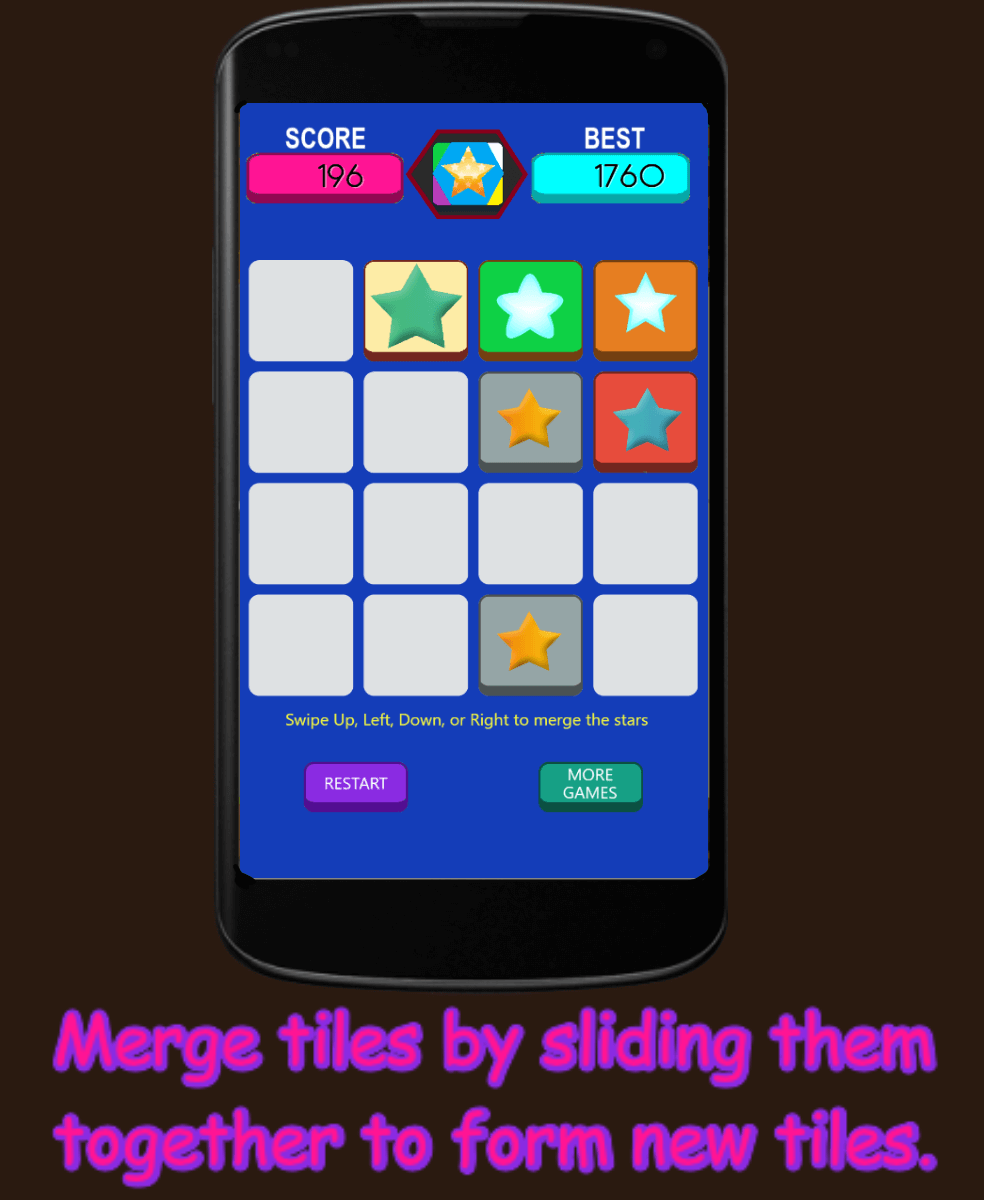 SCORE
BEST
196
1760
Swipe Up, Left, Down, or Right to merge the stars
RESTART
MORE
GAMES
Merge tiles by sliding them
together to form new tiles.